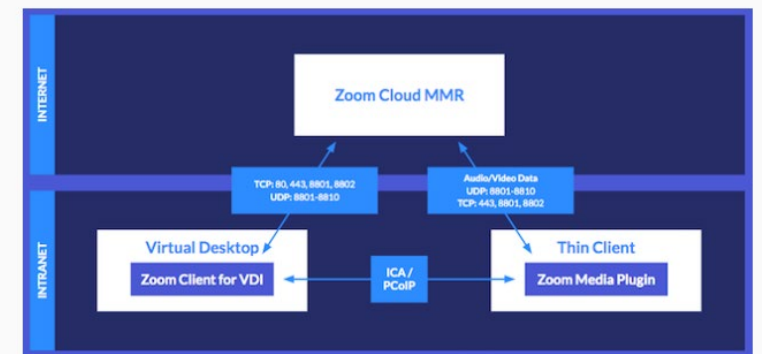 INTERNET
Zoom Cloud MMR
TCP: 80, 443, 8801, 8802
UDP: 8801-8810
Audio/Video Data
UDP: 8801-8810
TCP: 443, 8801, 8802
INTRANET
Virtual Desktop
Zoom Client for VDI
ICA /
PCoIP
Thin Client
Zoom Media Plugin